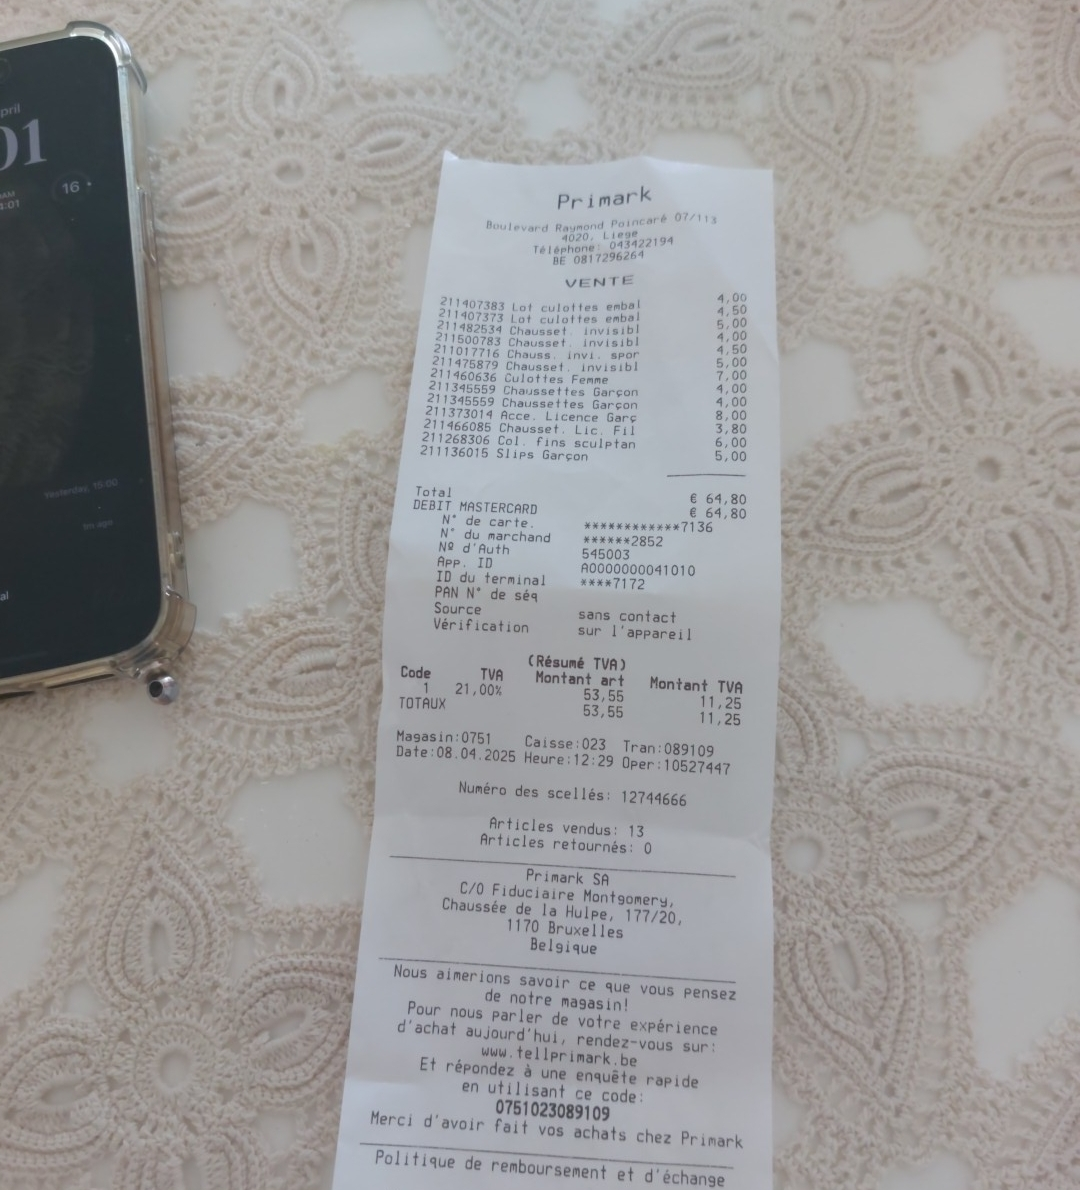 pril
01
16
4:01
Yesterday, 15:00
1m ago
al
Primark
Boulevard Raymond Poincaré 07/113
4020, Liege
Téléphone: 043422194
BE 0817296264
VENTE
211407383 Lot culottes embal 4,00
211407373 Lot culottes embal 4,50
211482534 Chausset. invisibl 5,00
211500783 Chausset. invisibl 4,00
211017716 Chauss. invi. spor 4,50
211475879 Chausset. invisibl 5,00
211460636 Culottes Femme 7,00
211345559 Chaussettes Garçon 4,00
211345559 Chaussettes Garçon 4,00
211373014 Acce. Licence Garç 8,00
211466085 Chausset. Lic. Fil 3,80
211268306 Col. fins sculptan 6,00
211136015 Slips Garçon 5,00
Total € 64,80
DEBIT MASTERCARD € 64,80
N° de carte. ************7136
N° du marchand ******2852
Nº d'Auth 545003
App. ID A0000000041010
ID du terminal ****7172
PAN N° de séq
Source sans contact
Vérification sur l'appareil
(Résumé TVA)
Code TVA Montant art Montant TVA
1 21,00% 53,55 11,25
TOTAUX 53,55 11,25
Magasin:0751 Caisse:023 Tran:089109
Date:08.04.2025 Heure:12:29 Oper:10527447
Numéro des scellés: 12744666
Articles vendus: 13
Articles retournés: 0
Primark SA
C/O Fiduciaire Montgomery,
Chaussée de la Hulpe, 177/20,
1170 Bruxelles
Belgique
Nous aimerions savoir ce que vous pensez
de notre magasin!
Pour nous parler de votre expérience
d'achat aujourd'hui, rendez-vous sur:
www.tellprimark.be
Et répondez à une enquête rapide
en utilisant ce code:
0751023089109
Merci d'avoir fait vos achats chez Primark
Politique de remboursement et d'échange